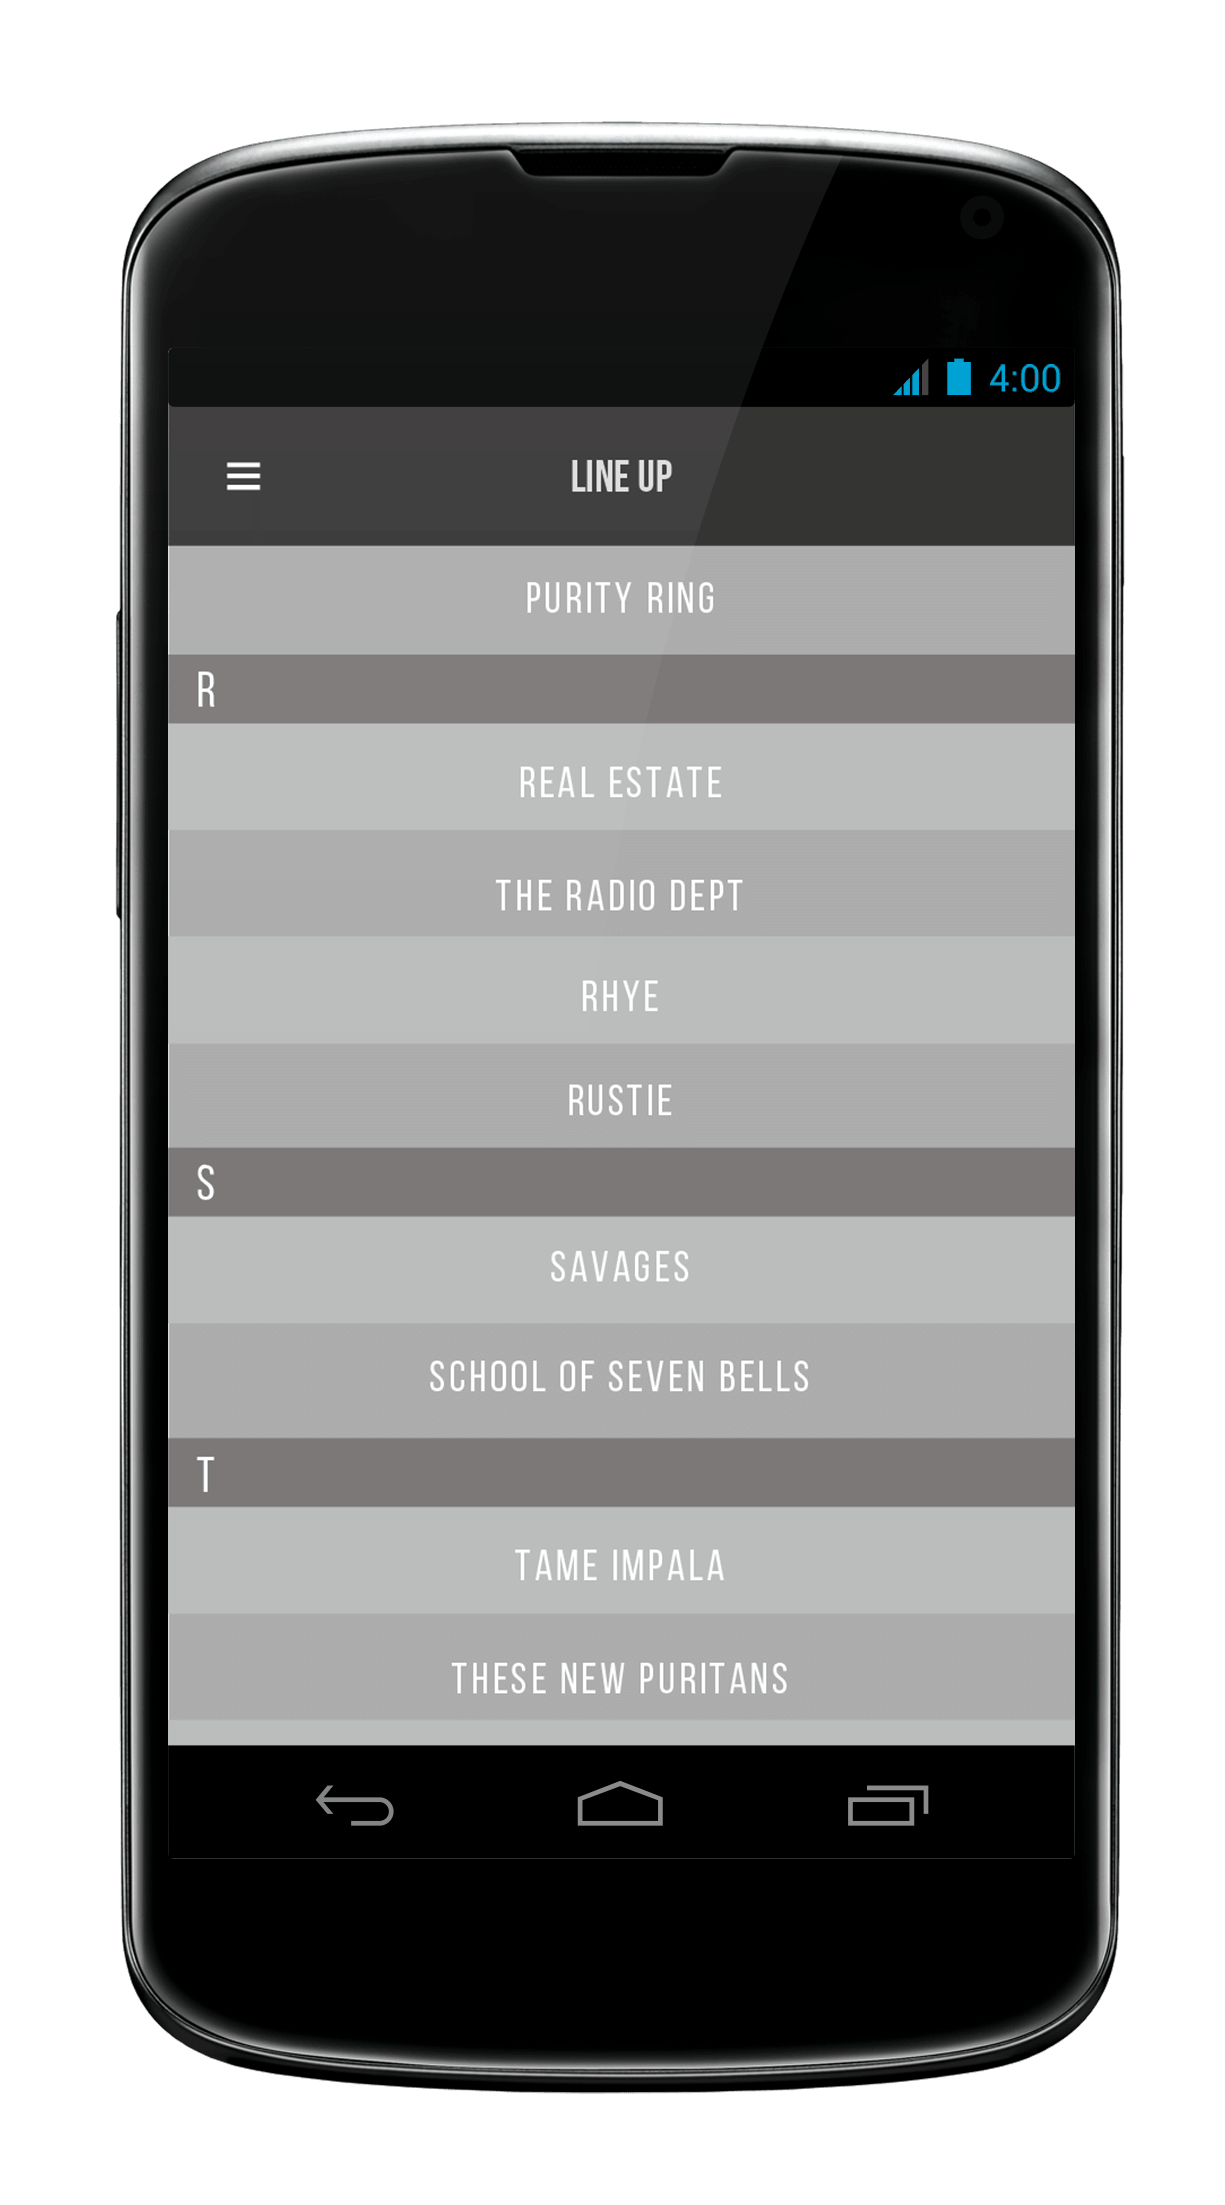 4:00
LINE UP
PURITY RING
R
REAL ESTATE
THE RADIO DEPT
RHYE
RUSTIE
S
SAVAGES
SCHOOL OF SEVEN BELLS
T
TAME IMPALA
THESE NEW PURITANS